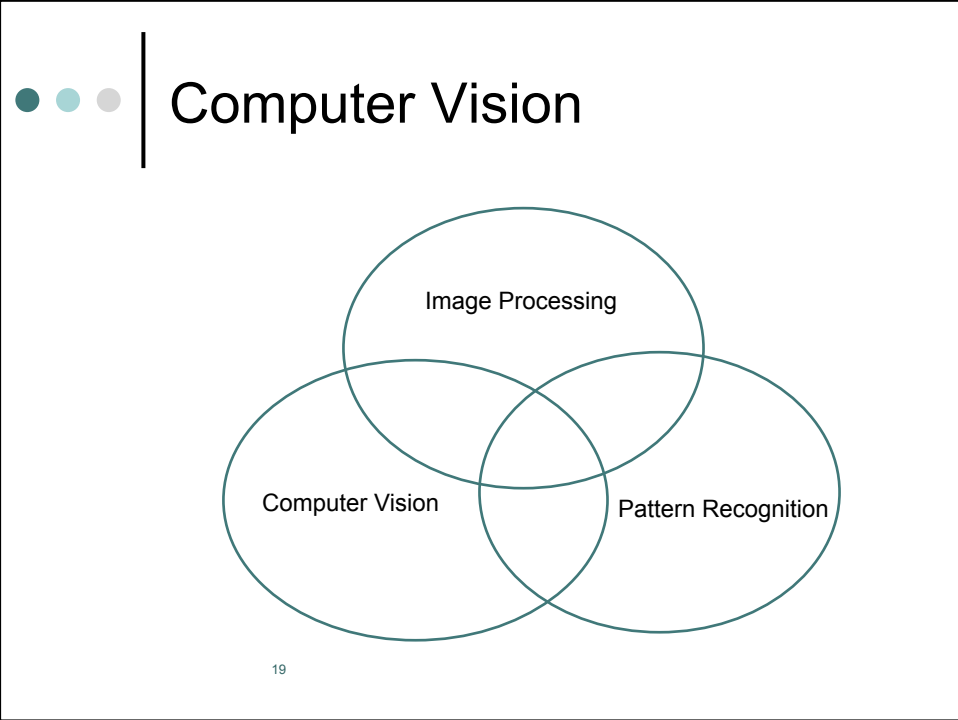 Computer Vision
Image Processing
Computer Vision
Pattern Recognition
19